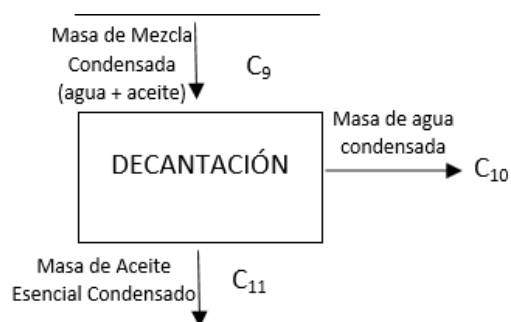 Masa de Mezcla
Condensada
(agua + aceite)
C9
Masa de agua
condensada
DECANTACIÓN
C10
Masa de Aceite
Esencial Condensado
C11